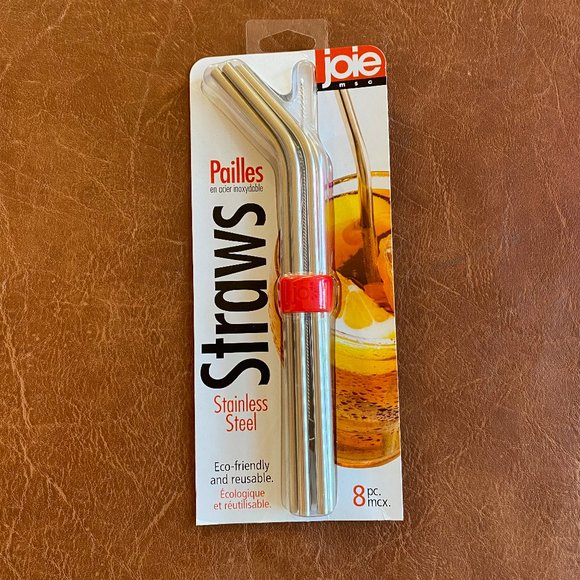 joie
msc
Pailles
en acier inoxydable
Straws
joie
Stainless
Steel
Eco-friendly
and reusable.
Écologique
et réutilisable.
8 pc.
mcx.